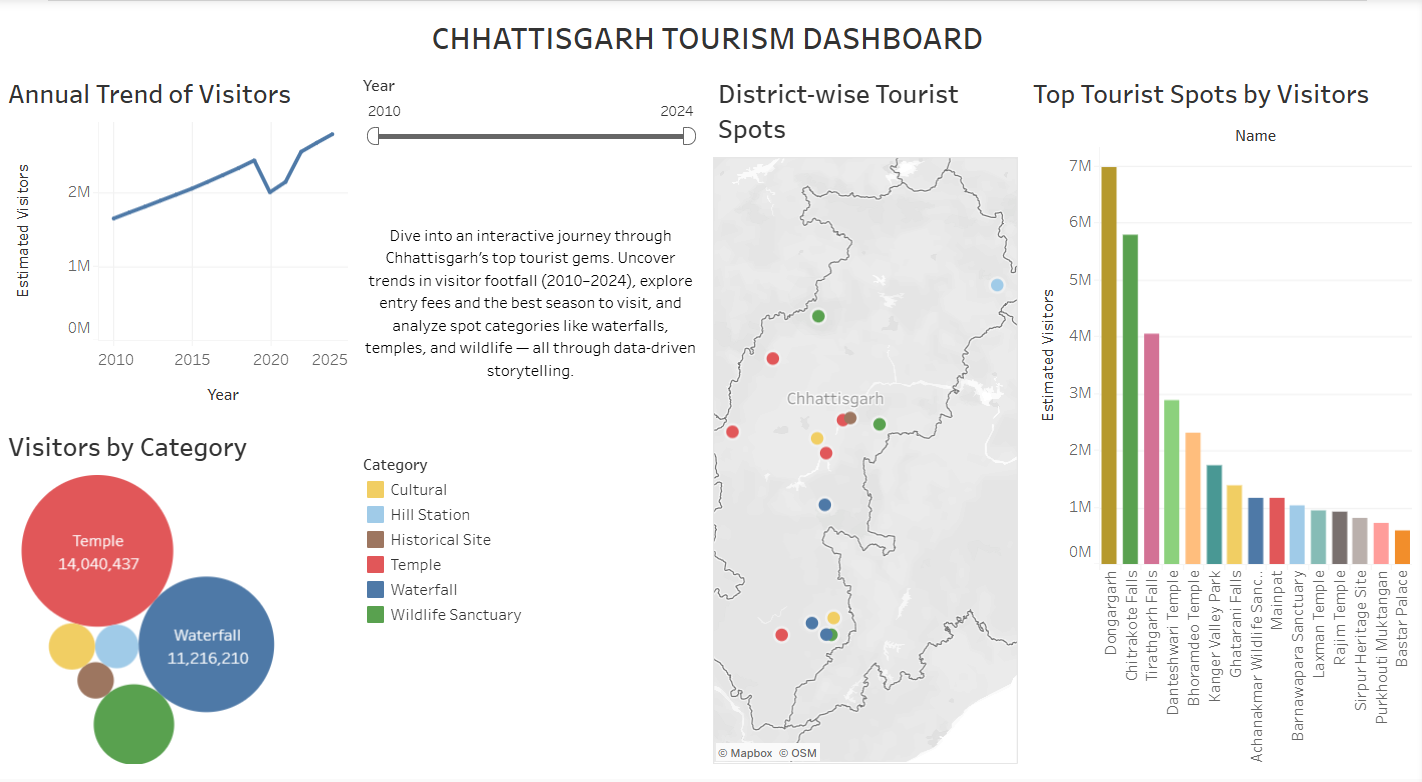 CHHATTISGARH TOURISM DASHBOARD
Annual Trend of Visitors
Estimated Visitors
2M
1M
0M
2010
2015
2020
2025
Year
Year
2010
2024
Dive into an interactive journey through
Chhattisgarh's top tourist gems. Uncover
trends in visitor footfall (2010–2024), explore
entry fees and the best season to visit, and
analyze spot categories like waterfalls,
temples, and wildlife — all through data-driven
storytelling.
Visitors by Category
Temple
14,040,437
Waterfall
11,216,210
Category
Cultural
Hill Station
Historical Site
Temple
Waterfall
Wildlife Sanctuary
District-wise Tourist
Spots
Chhattisgarh
© Mapbox © OSM
Top Tourist Spots by Visitors
Name
Estimated Visitors
7M
6M
5M
4M
3M
2M
1M
0M
Dongargarh
Chitrakote Falls
Tirathgarh Falls
Danteshwari Temple
Bhoramdeo Temple
Kanger Valley Park
Ghatarani Falls
Achanakmar Wildlife Sanc..
Mainpat
Barnawapara Sanctuary
Laxman Temple
Rajim Temple
Sirpur Heritage Site
Purkhouti Muktangan
Bastar Palace